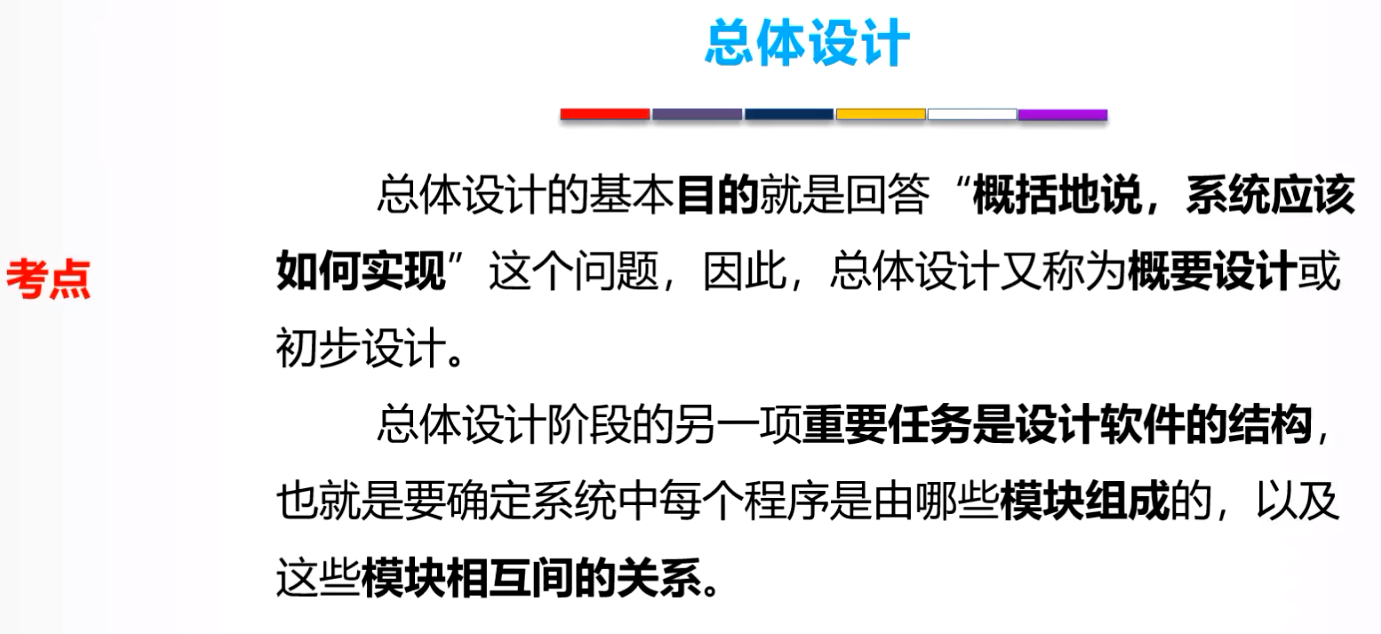 总体设计
总体设计的基本目的就是回答“概括地说，系统应该
考点
如何实现”这个问题，因此，总体设计又称为概要设计或
初步设计。
总体设计阶段的另一项重要任务是设计软件的结构，
也就是要确定系统中每个程序是由哪些模块组成的，以及
这些模块相互间的关系。